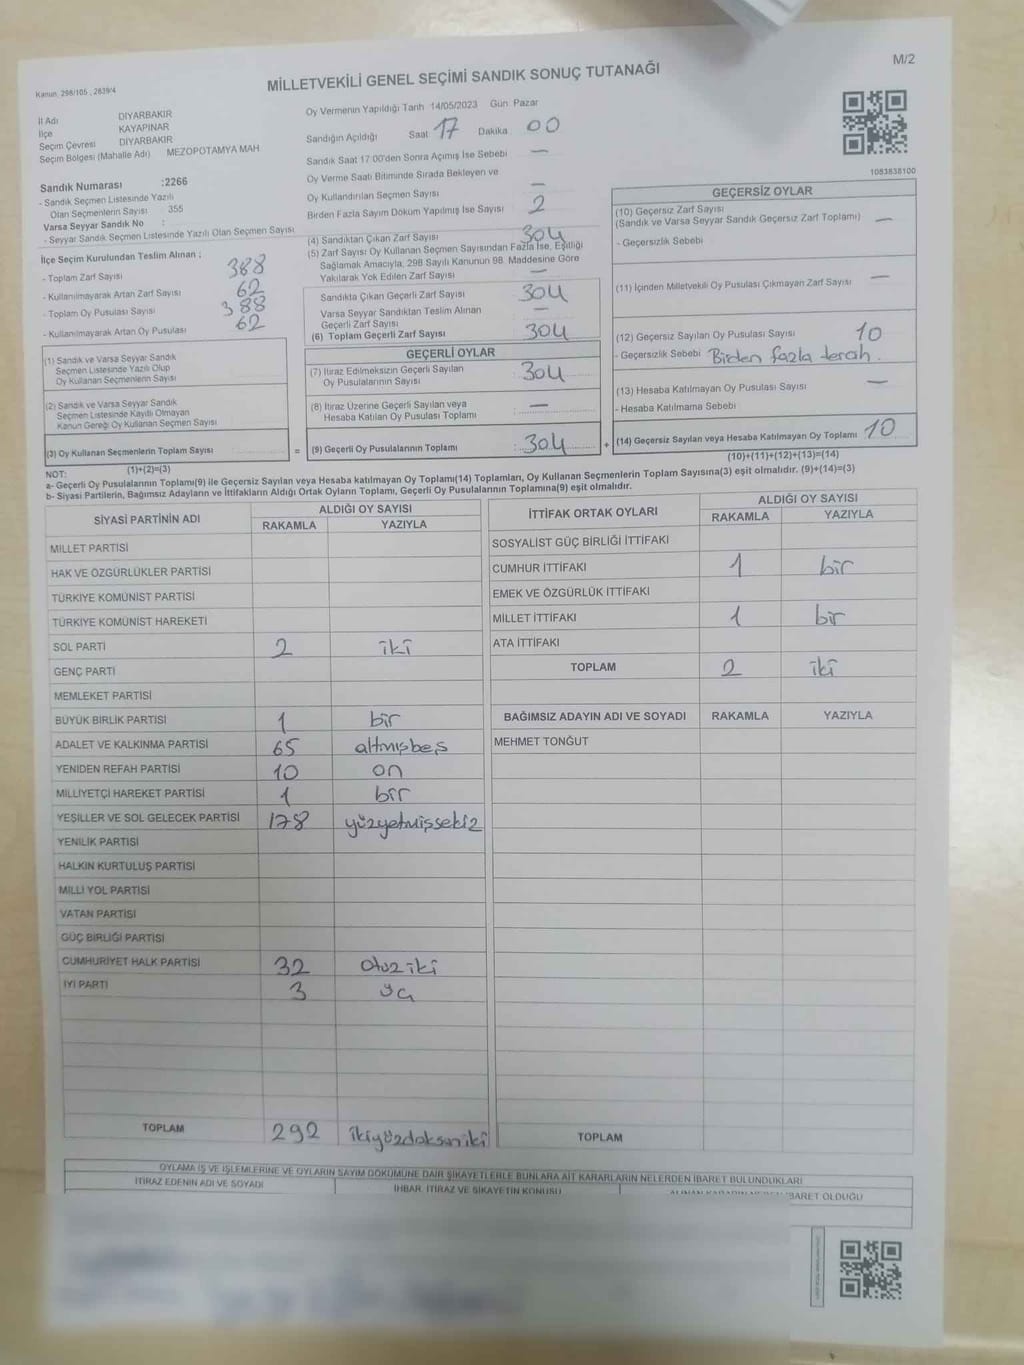 M/2
Kanun. 298/105 , 2839/4
MİLLETVEKİLİ GENEL SEÇİMİ SANDIK SONUÇ TUTANAĞI
İl Adı DİYARBAKIR
İlçe KAYAPINAR
Seçim Çevresi DİYARBAKIR
Seçim Bölgesi (Mahalle Adı) MEZOPOTAMYA MAH
Sandık Numarası :2266
- Sandık Seçmen Listesinde Yazılı
Olan Seçmenlerin Sayısı : 355
Varsa Seyyar Sandık No :
- Seyyar Sandık Seçmen Listesinde Yazılı Olan Seçmen Sayısı
İlçe Seçim Kurulundan Teslim Alınan ;
- Toplam Zarf Sayısı 388
- Kullanılmayarak Artan Zarf Sayısı 62
- Toplam Oy Pusulası Sayısı 388
- Kullanılmayarak Artan Oy Pusulası 62
(1) Sandık ve Varsa Seyyar Sandık
Seçmen Listesinde Yazılı Olup
Oy Kullanan Seçmenlerin Sayısı
(2) Sandık ve Varsa Seyyar Sandık
Seçmen Listesinde Kayıtlı Olmayan
Kanun Gereği Oy Kullanan Seçmen Sayısı
(3) Oy Kullanan Seçmenlerin Toplam Sayısı =
(1)+(2)=(3)
Oy Vermenin Yapıldığı Tarih 14/05/2023 Gün Pazar
Sandığın Açıldığı Saat 17 Dakika 00
Sandık Saat 17:00'den Sonra Açımış İse Sebebi —
Oy Verme Saati Bitiminde Sırada Bekleyen ve
Oy Kullandırılan Seçmen Sayısı —
Birden Fazla Sayım Döküm Yapılmış İse Sayısı 2
(4) Sandıktan Çıkan Zarf Sayısı 304
(5) Zarf Sayısı Oy Kullanan Seçmen Sayısından Fazla İse, Eşitliği
Sağlamak Amacıyla, 298 Sayılı Kanunun 98. Maddesine Göre
Yakılarak Yok Edilen Zarf Sayısı —
Sandıkta Çıkan Geçerli Zarf Sayısı 304
Varsa Seyyar Sandıktan Teslim Alınan
Geçerli Zarf Sayısı —
(6) Toplam Geçerli Zarf Sayısı 304
GEÇERLİ OYLAR
(7) İtiraz Edilmeksizin Geçerli Sayılan
Oy Pusulalarının Sayısı : 304
(8) İtiraz Üzerine Geçerli Sayılan veya
Hesaba Katılan Oy Pusulası Toplamı : —
(9) Geçerli Oy Pusulalarının Toplamı : 304 +
1083838100
GEÇERSİZ OYLAR
(10) Geçersiz Zarf Sayısı
(Sandık ve Varsa Seyyar Sandık Geçersiz Zarf Toplamı) —
- Geçersizlik Sebebi
(11) İçinden Milletvekili Oy Pusulası Çıkmayan Zarf Sayısı —
(12) Geçersiz Sayılan Oy Pusulası Sayısı 10
- Geçersizlik Sebebi Birden fazla tercih.
(13) Hesaba Katılmayan Oy Pusulası Sayısı —
- Hesaba Katılmama Sebebi
(14) Geçersiz Sayılan veya Hesaba Katılmayan Oy Toplamı 10
(10)+(11)+(12)+(13)=(14)
NOT:
a- Geçerli Oy Pusulalarının Toplamı(9) ile Geçersiz Sayılan veya Hesaba Katılmayan Oy Toplamı(14) Toplamları, Oy Kullanan Seçmenlerin Toplam Sayısına(3) eşit olmalıdır. (9)+(14)=(3)
b- Siyasi Partilerin, Bağımsız Adayların ve İttifakların Aldığı Ortak Oyların Toplamı, Geçerli Oy Pusulalarının Toplamına(9) eşit olmalıdır.
SİYASİ PARTİNİN ADI ALDIĞI OY SAYISI
RAKAMLA YAZIYLA
MİLLET PARTİSİ
HAK VE ÖZGÜRLÜKLER PARTİSİ
TÜRKİYE KOMÜNİST PARTİSİ
TÜRKİYE KOMÜNİST HAREKETİ
SOL PARTİ 2 iki
GENÇ PARTİ
MEMLEKET PARTİSİ
BÜYÜK BİRLİK PARTİSİ 1 bir
ADALET VE KALKINMA PARTİSİ 65 altmışbeş
YENİDEN REFAH PARTİSİ 10 on
MİLLİYETÇİ HAREKET PARTİSİ 1 bir
YEŞİLLER VE SOL GELECEK PARTİSİ 178 yüzyetmişsekiz
YENİLİK PARTİSİ
HALKIN KURTULUŞ PARTİSİ
MİLLİ YOL PARTİSİ
VATAN PARTİSİ
GÜÇ BİRLİĞİ PARTİSİ
CUMHURİYET HALK PARTİSİ 32 otuziki
İYİ PARTİ 3 üç
TOPLAM 292 ikiyüzdoksaniki
İTTİFAK ORTAK OYLARI ALDIĞI OY SAYISI
RAKAMLA YAZIYLA
SOSYALİST GÜÇ BİRLİĞİ İTTİFAKI
CUMHUR İTTİFAKI 1 bir
EMEK VE ÖZGÜRLÜK İTTİFAKI
MİLLET İTTİFAKI 1 bir
ATA İTTİFAKI
TOPLAM 2 iki
BAĞIMSIZ ADAYIN ADI VE SOYADI RAKAMLA YAZIYLA
MEHMET TONĞUT
TOPLAM
OYLAMA İŞ VE İŞLEMLERİNE VE OYLARIN SAYIM DÖKÜMÜNE DAİR ŞİKAYETLERLE BUNLARA AİT KARARLARIN NELERDEN İBARET BULUNDUKLARI
İTİRAZ EDENİN ADI VE SOYADI İHBAR, İTİRAZ VE ŞİKAYETİN KONUSU İBARET OLDUĞU